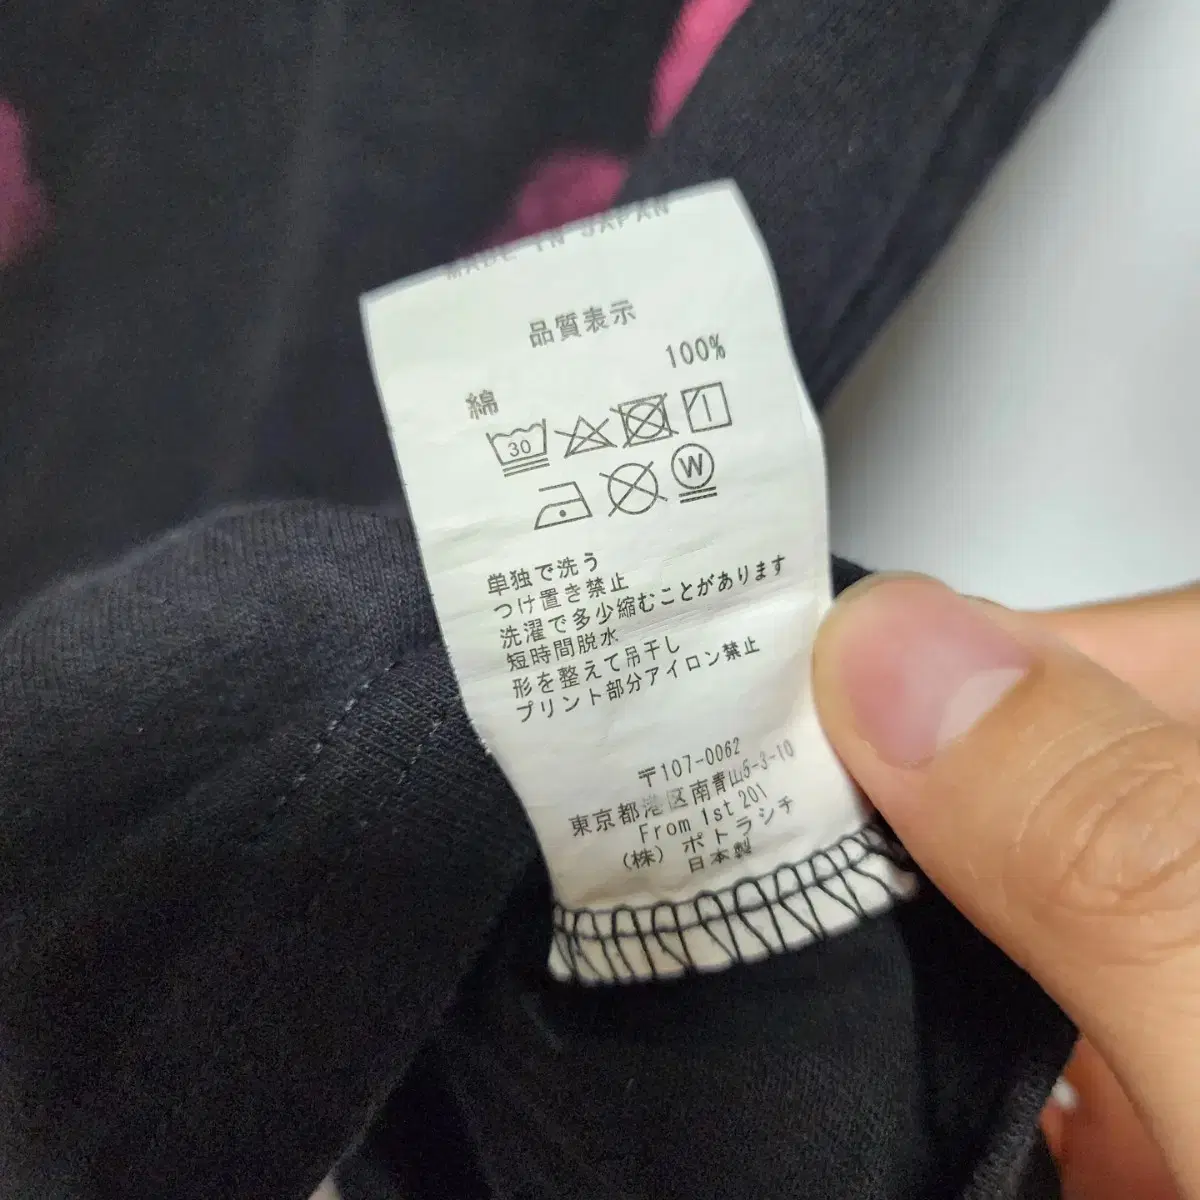 MADE IN JAPAN
品質表示
綿 100%
30
W
単独で洗う
つけ置き禁止
洗濯で多少縮むことがあります
短時間脱水
形を整えて吊干し
プリント部分アイロン禁止
〒107-0062
東京都港区南青山5-3-10
From 1st 201
(株) ポトラシチ
日本製